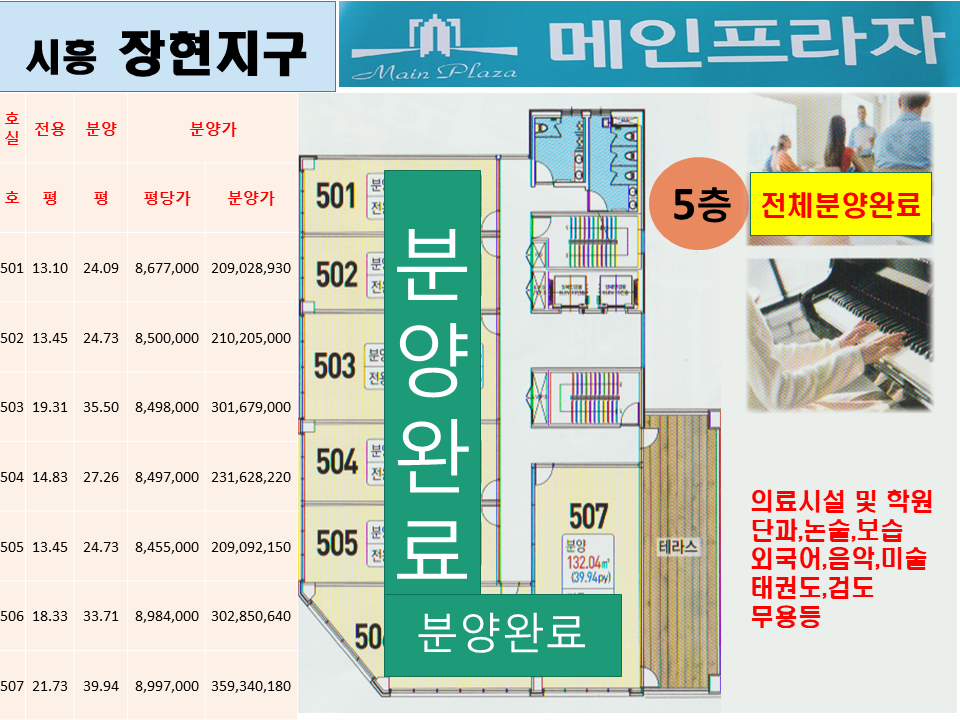 시흥 장현지구
Main Plaza
메인프라자
호실 전용 분양 분양가
호 평 평 평당가 분양가
501 13.10 24.09 8,677,000 209,028,930
502 13.45 24.73 8,500,000 210,205,000
503 19.31 35.50 8,498,000 301,679,000
504 14.83 27.26 8,497,000 231,628,220
505 13.45 24.73 8,455,000 209,092,150
506 18.33 33.71 8,984,000 302,850,640
507 21.73 39.94 8,997,000 359,340,180
501
502
503
504
505
507
분양
132.04㎡
(39.94py)
테라스
분양완료
분양완료
5층
전체분양완료
의료시설 및 학원
단과,논술,보습
외국어,음악,미술
태권도,검도
무용등